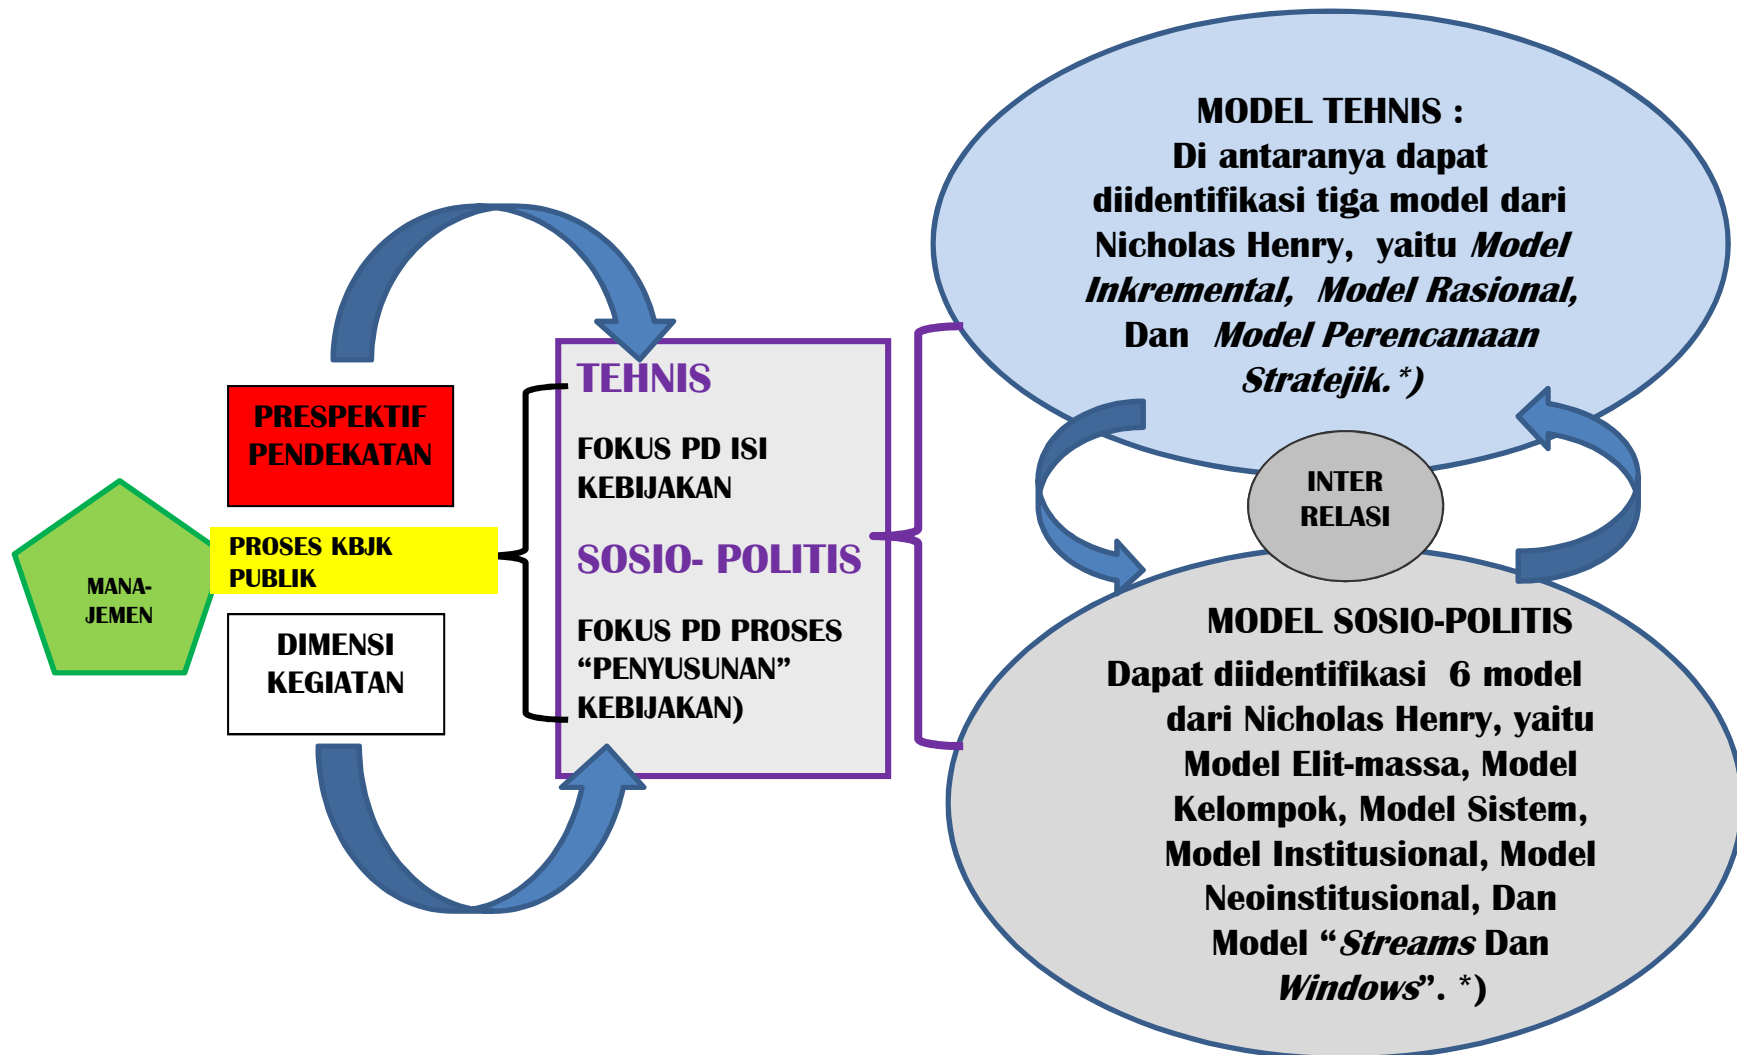 MANA-
JEMEN
PRESPEKTIF
PENDEKATAN
PROSES KBJK
PUBLIK
DIMENSI
KEGIATAN
TEHNIS
FOKUS PD ISI
KEBIJAKAN
SOSIO- POLITIS
FOKUS PD PROSES
“PENYUSUNAN”
KEBIJAKAN)
MODEL TEHNIS :
Di antaranya dapat
diidentifikasi tiga model dari
Nicholas Henry, yaitu Model
Inkremental, Model Rasional,
Dan Model Perencanaan
Stratejik. *)
INTER
RELASI
MODEL SOSIO-POLITIS
Dapat diidentifikasi 6 model
dari Nicholas Henry, yaitu
Model Elit-massa, Model
Kelompok, Model Sistem,
Model Institusional, Model
Neoinstitusional, Dan
Model “Streams Dan
Windows”. *)